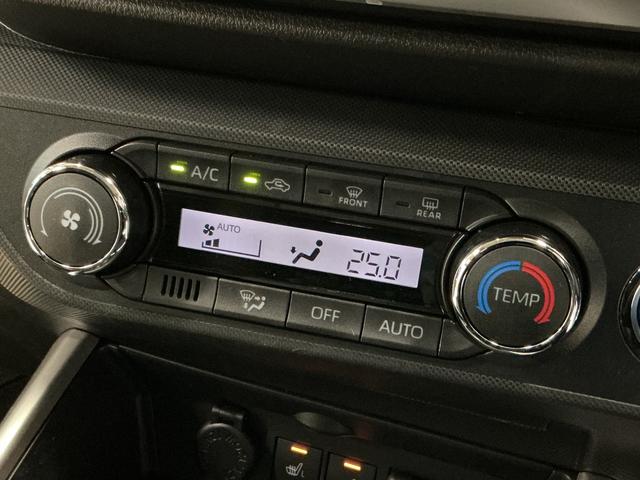 A/C
FRONT
REAR
AUTO
25.0
TEMP
OFF
AUTO
L